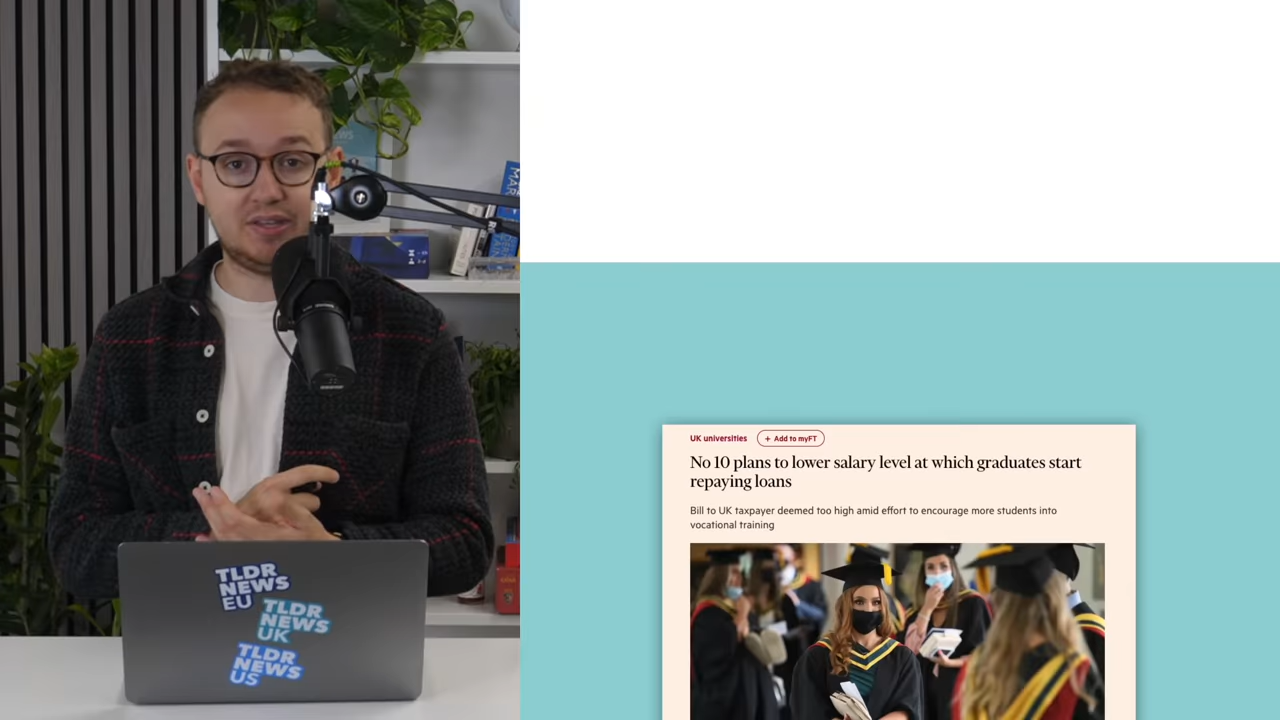 TLDR
NEWS
EU
TLDR
NEWS
UK
TLDR
NEWS
US
UK universities
+ Add to myFT
No 10 plans to lower salary level at which graduates start
repaying loans
Bill to UK taxpayer deemed too high amid effort to encourage more students into
vocational training